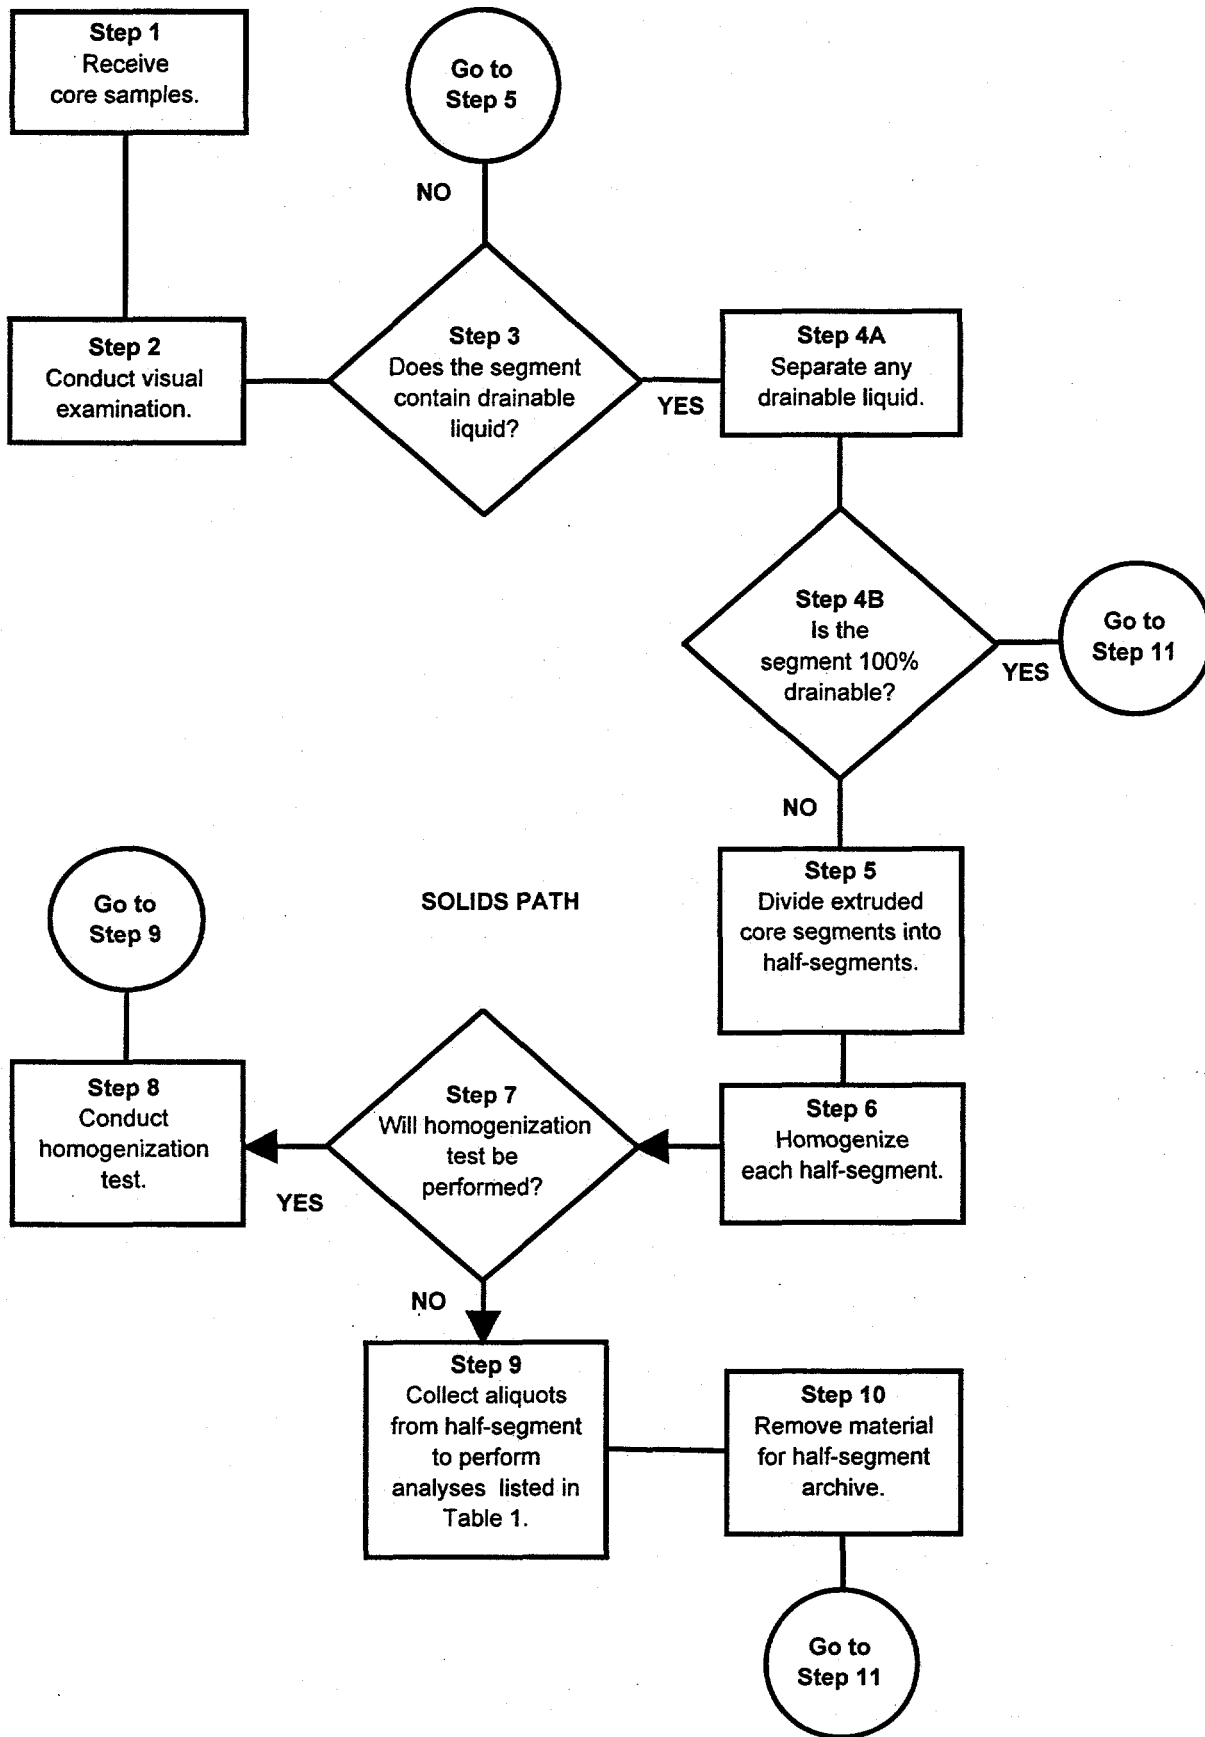 Step 1
Receive
core samples.
Go to
Step 5
NO
Step 2
Conduct visual
examination.
Step 3
Does the segment
contain drainable
liquid?
YES
Step 4A
Separate any
drainable liquid.
Step 4B
Is the
segment 100%
drainable?
YES
Go to
Step 11
NO
Step 5
Divide extruded
core segments into
half-segments.
SOLIDS PATH
Go to
Step 9
Step 6
Homogenize
each half-segment.
Step 7
Will homogenization
test be
performed?
YES
Step 8
Conduct
homogenization
test.
NO
Step 9
Collect aliquots
from half-segment
to perform
analyses listed in
Table 1.
Step 10
Remove material
for half-segment
archive.
Go to
Step 11